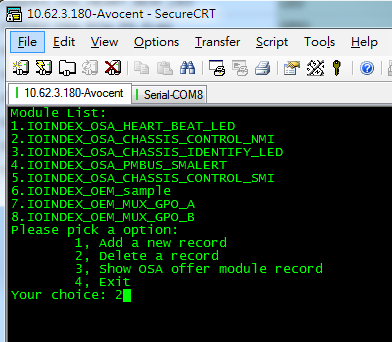 10.62.3.180-Avocent - SecureCRT
File Edit View Options Transfer Script Tools Help
10.62.3.180-Avocent Serial-COM8
Module List:
1.IOINDEX_OSA_HEART_BEAT_LED
2.IOINDEX_OSA_CHASSIS_CONTROL_NMI
3.IOINDEX_OSA_CHASSIS_IDENTIFY_LED
4.IOINDEX_OSA_PMBUS_SMALERT
5.IOINDEX_OSA_CHASSIS_CONTROL_SMI
6.IOINDEX_OEM_sample
7.IOINDEX_OEM_MUX_GPO_A
8.IOINDEX_OEM_MUX_GPO_B
Please pick a option:
1, Add a new record
2, Delete a record
3, Show OSA offer module record
4, Exit
Your choice: 2